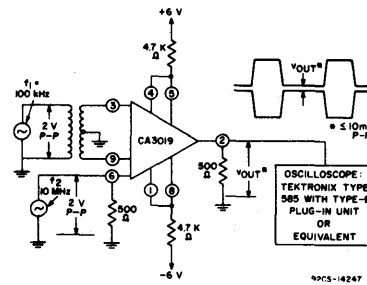 +6 V
4.7 K
Ω
VOUT*
* ≤ 10m
P-P
f1 =
100 kHz
2 V
P-P
3
4
5
CA3019
2
9
6
1
8
f2
10 MHz
2 V
P-P
500
Ω
500
Ω
VOUT*
4.7 K
Ω
-6 V
OSCILLOSCOPE:
TEKTRONIX TYPE
585 WITH TYPE-
PLUG-IN UNIT
OR
EQUIVALENT
92CS-14247